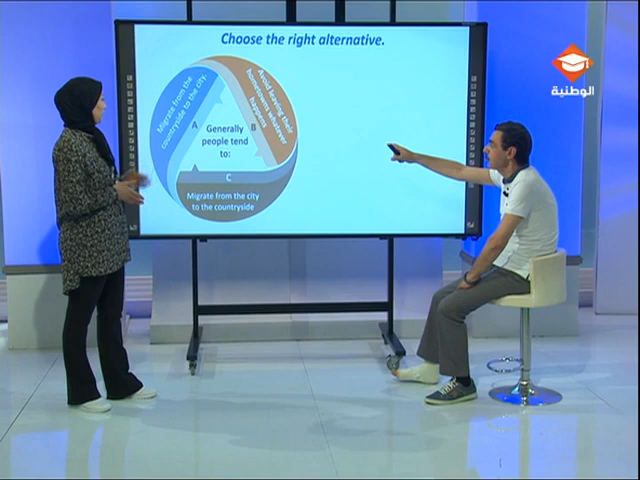 Choose the right alternative.
الوطنية
Migrate from the
countryside to the city.
A
Avoid leaving their
hometowns whatever
happens
B
Generally
people tend
to:
C
Migrate from the city
to the countryside